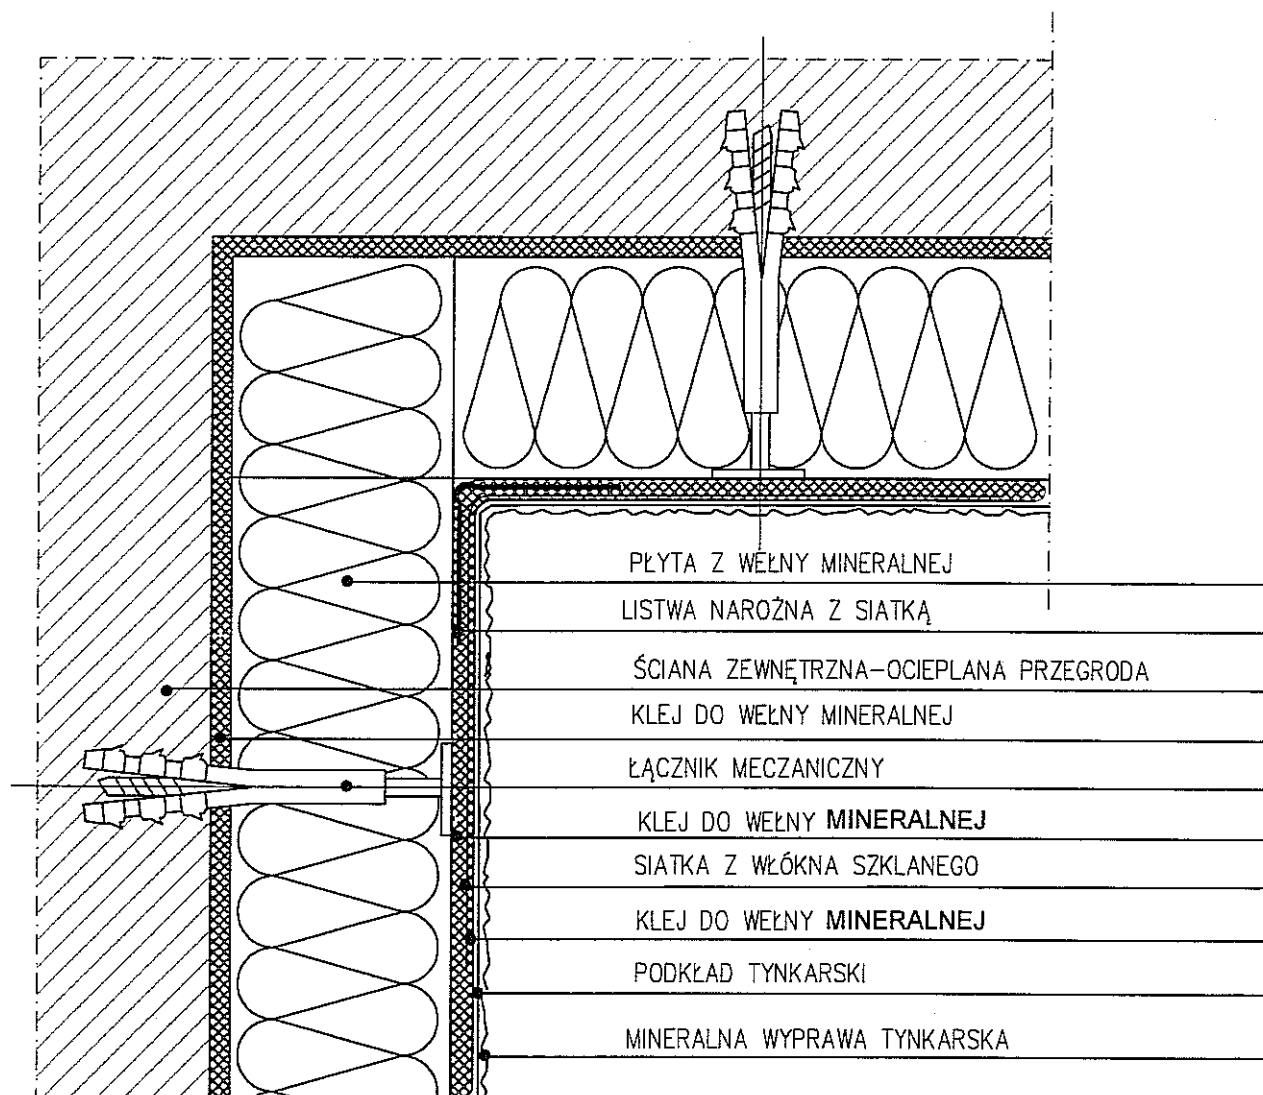 PŁYTA Z WEŁNY MINERALNEJ
LISTWA NAROŻNA Z SIATKĄ
ŚCIANA ZEWNĘTRZNA-OCIEPLANA PRZEGRODA
KLEJ DO WEŁNY MINERALNEJ
ŁĄCZNIK MECZANICZNY
KLEJ DO WEŁNY MINERALNEJ
SIATKA Z WŁÓKNA SZKLANEGO
KLEJ DO WEŁNY MINERALNEJ
PODKŁAD TYNKARSKI
MINERALNA WYPRAWA TYNKARSKA